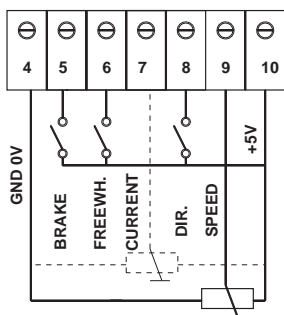 4 5 6 7 8 9 10
GND 0V
BRAKE
FREEWH.
CURRENT
DIR.
SPEED
+5V